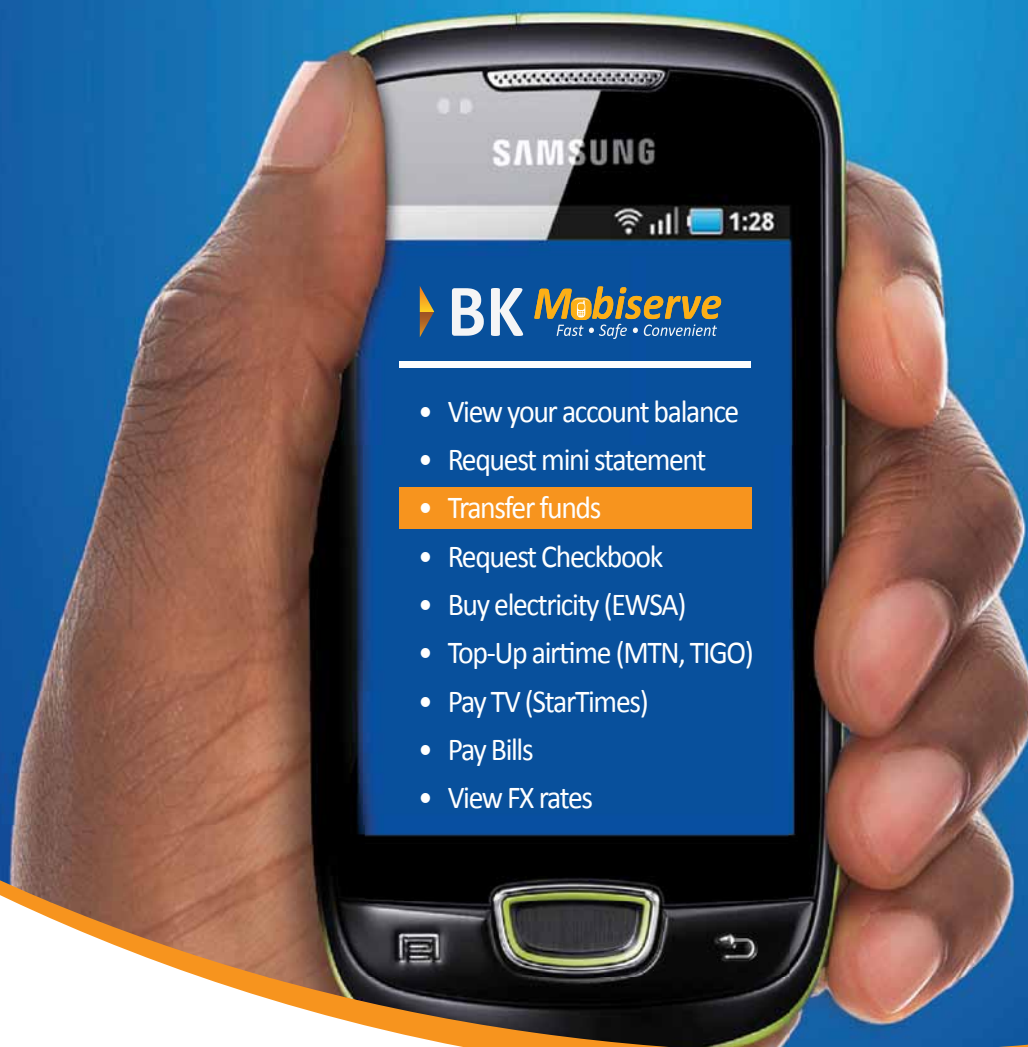 SAMSUNG
1:28
BK Mobiserve
Fast • Safe • Convenient
• View your account balance
• Request mini statement
• Transfer funds
• Request Checkbook
• Buy electricity (EWSA)
• Top-Up airtime (MTN, TIGO)
• Pay TV (StarTimes)
• Pay Bills
• View FX rates